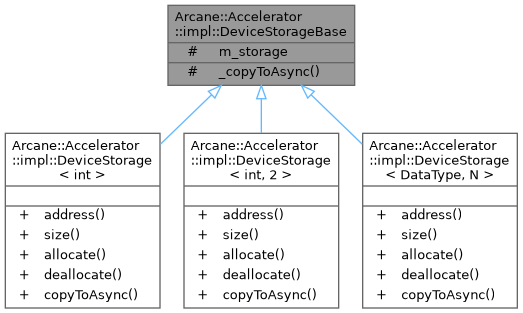 Arcane::Accelerator
::impl::DeviceStorageBase
# m_storage
# _copyToAsync()
Arcane::Accelerator
::impl::DeviceStorage
< int >
+ address()
+ size()
+ allocate()
+ deallocate()
+ copyToAsync()
Arcane::Accelerator
::impl::DeviceStorage
< int, 2 >
+ address()
+ size()
+ allocate()
+ deallocate()
+ copyToAsync()
Arcane::Accelerator
::impl::DeviceStorage
< DataType, N >
+ address()
+ size()
+ allocate()
+ deallocate()
+ copyToAsync()